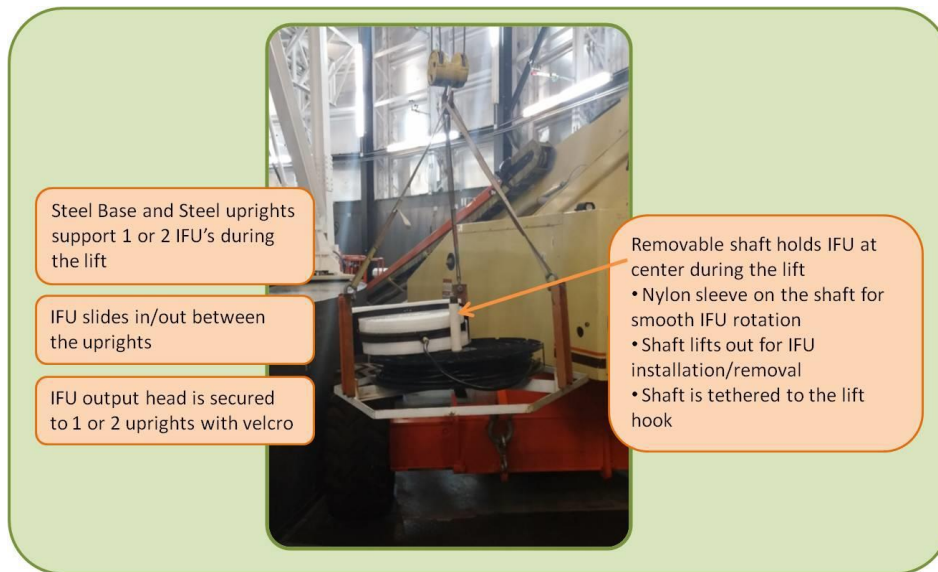 Steel Base and Steel uprights
support 1 or 2 IFU's during
the lift
IFU slides in/out between
the uprights
IFU output head is secured
to 1 or 2 uprights with velcro
Removable shaft holds IFU at
center during the lift
• Nylon sleeve on the shaft for
smooth IFU rotation
• Shaft lifts out for IFU
installation/removal
• Shaft is tethered to the lift
hook